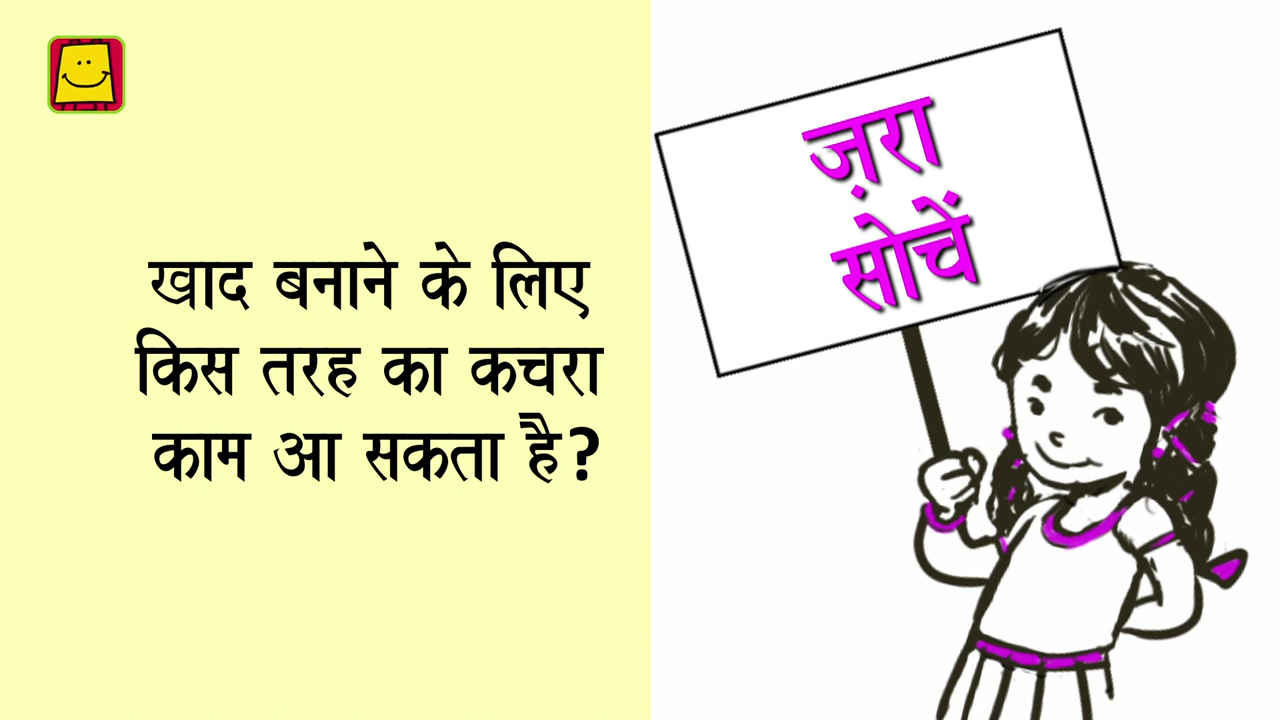 खाद बनाने के लिए
किस तरह का कचरा
काम आ सकता है?
ज़रा
सोचें